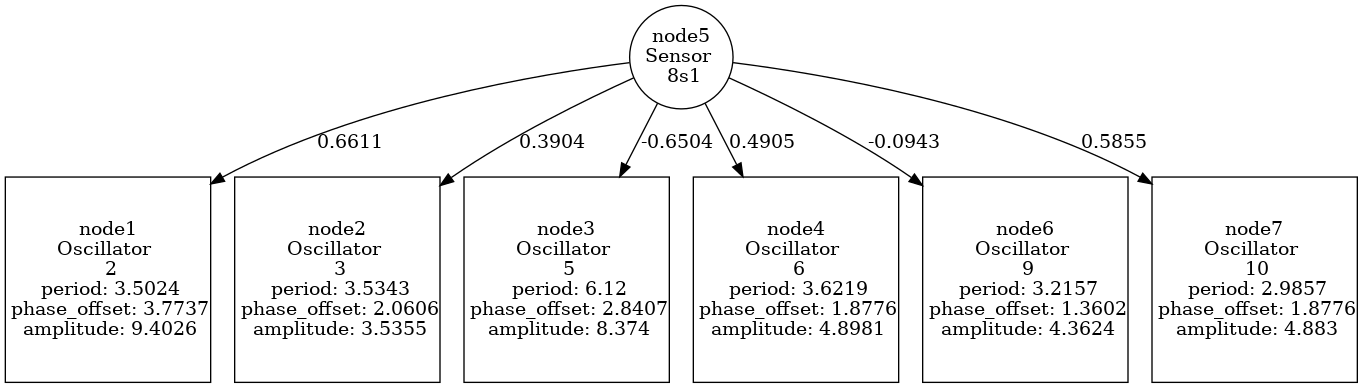 node5
Sensor
8s1
0.6611
0.3904
-0.6504
0.4905
-0.0943
0.5855
node1
Oscillator
2
period: 3.5024
phase_offset: 3.7737
amplitude: 9.4026
node2
Oscillator
3
period: 3.5343
phase_offset: 2.0606
amplitude: 3.5355
node3
Oscillator
5
period: 6.12
phase_offset: 2.8407
amplitude: 8.374
node4
Oscillator
6
period: 3.6219
phase_offset: 1.8776
amplitude: 4.8981
node6
Oscillator
9
period: 3.2157
phase_offset: 1.3602
amplitude: 4.3624
node7
Oscillator
10
period: 2.9857
phase_offset: 1.8776
amplitude: 4.883